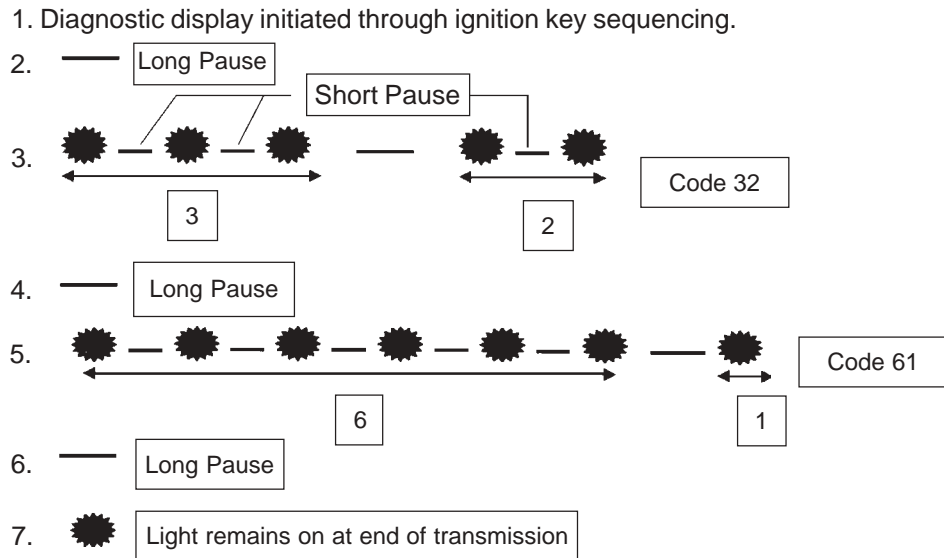 1. Diagnostic display initiated through ignition key sequencing.
2. Long Pause
Short Pause
3. Code 32
3 2
4. Long Pause
5. Code 61
6 1
6. Long Pause
7. Light remains on at end of transmission